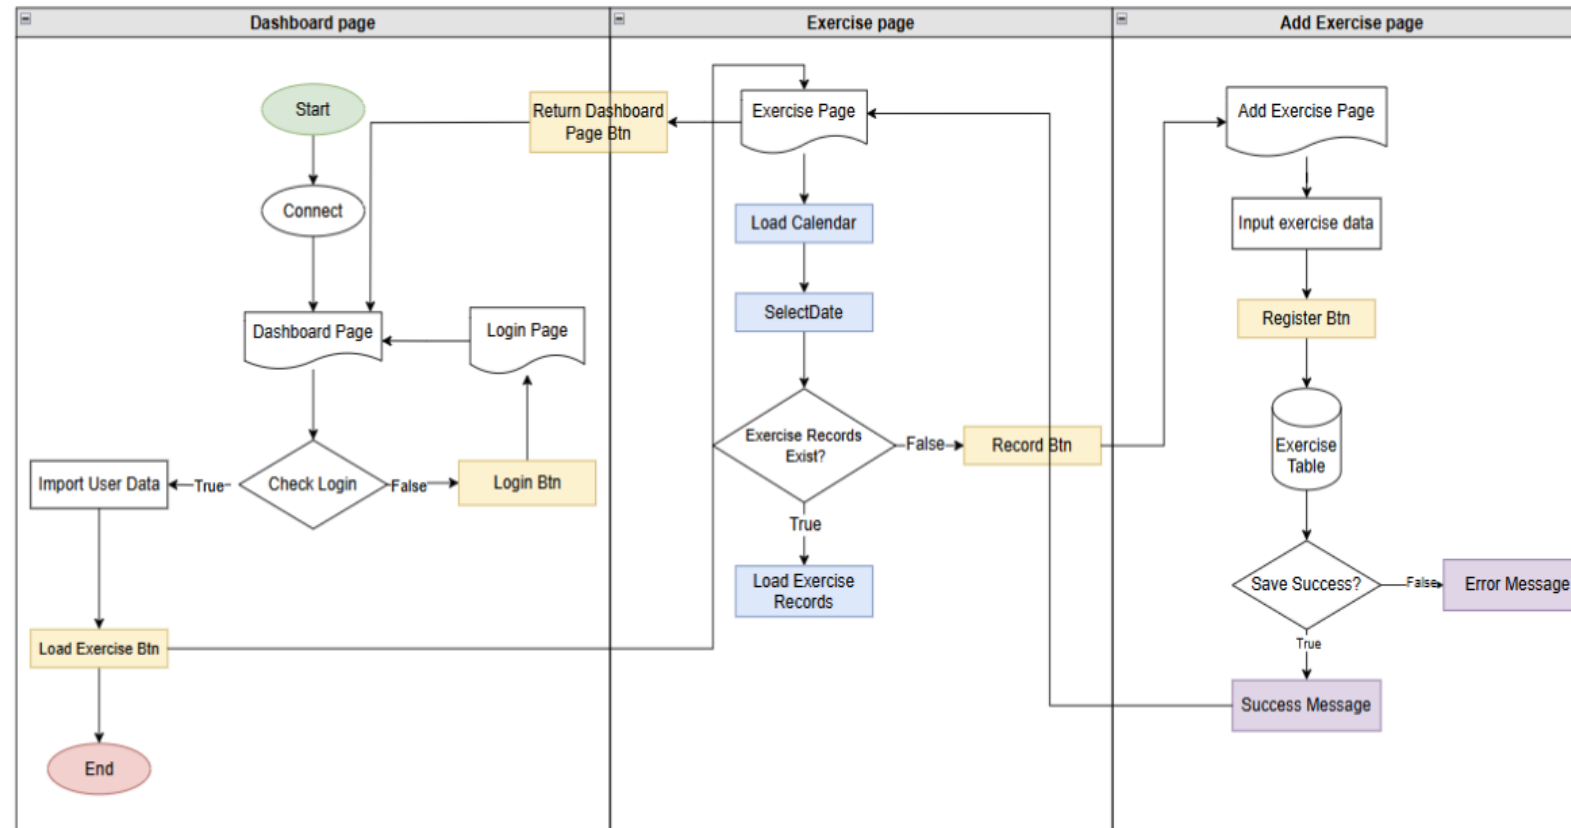 Dashboard page
Exercise page
Add Exercise page
Start
Connect
Dashboard Page
Login Page
Check Login
True
False
Import User Data
Login Btn
Load Exercise Btn
End
Return Dashboard
Page Btn
Exercise Page
Load Calendar
SelectDate
Exercise Records
Exist?
False
Record Btn
True
Load Exercise
Records
Add Exercise Page
Input exercise data
Register Btn
Exercise
Table
Save Success?
False
Error Message
True
Success Message